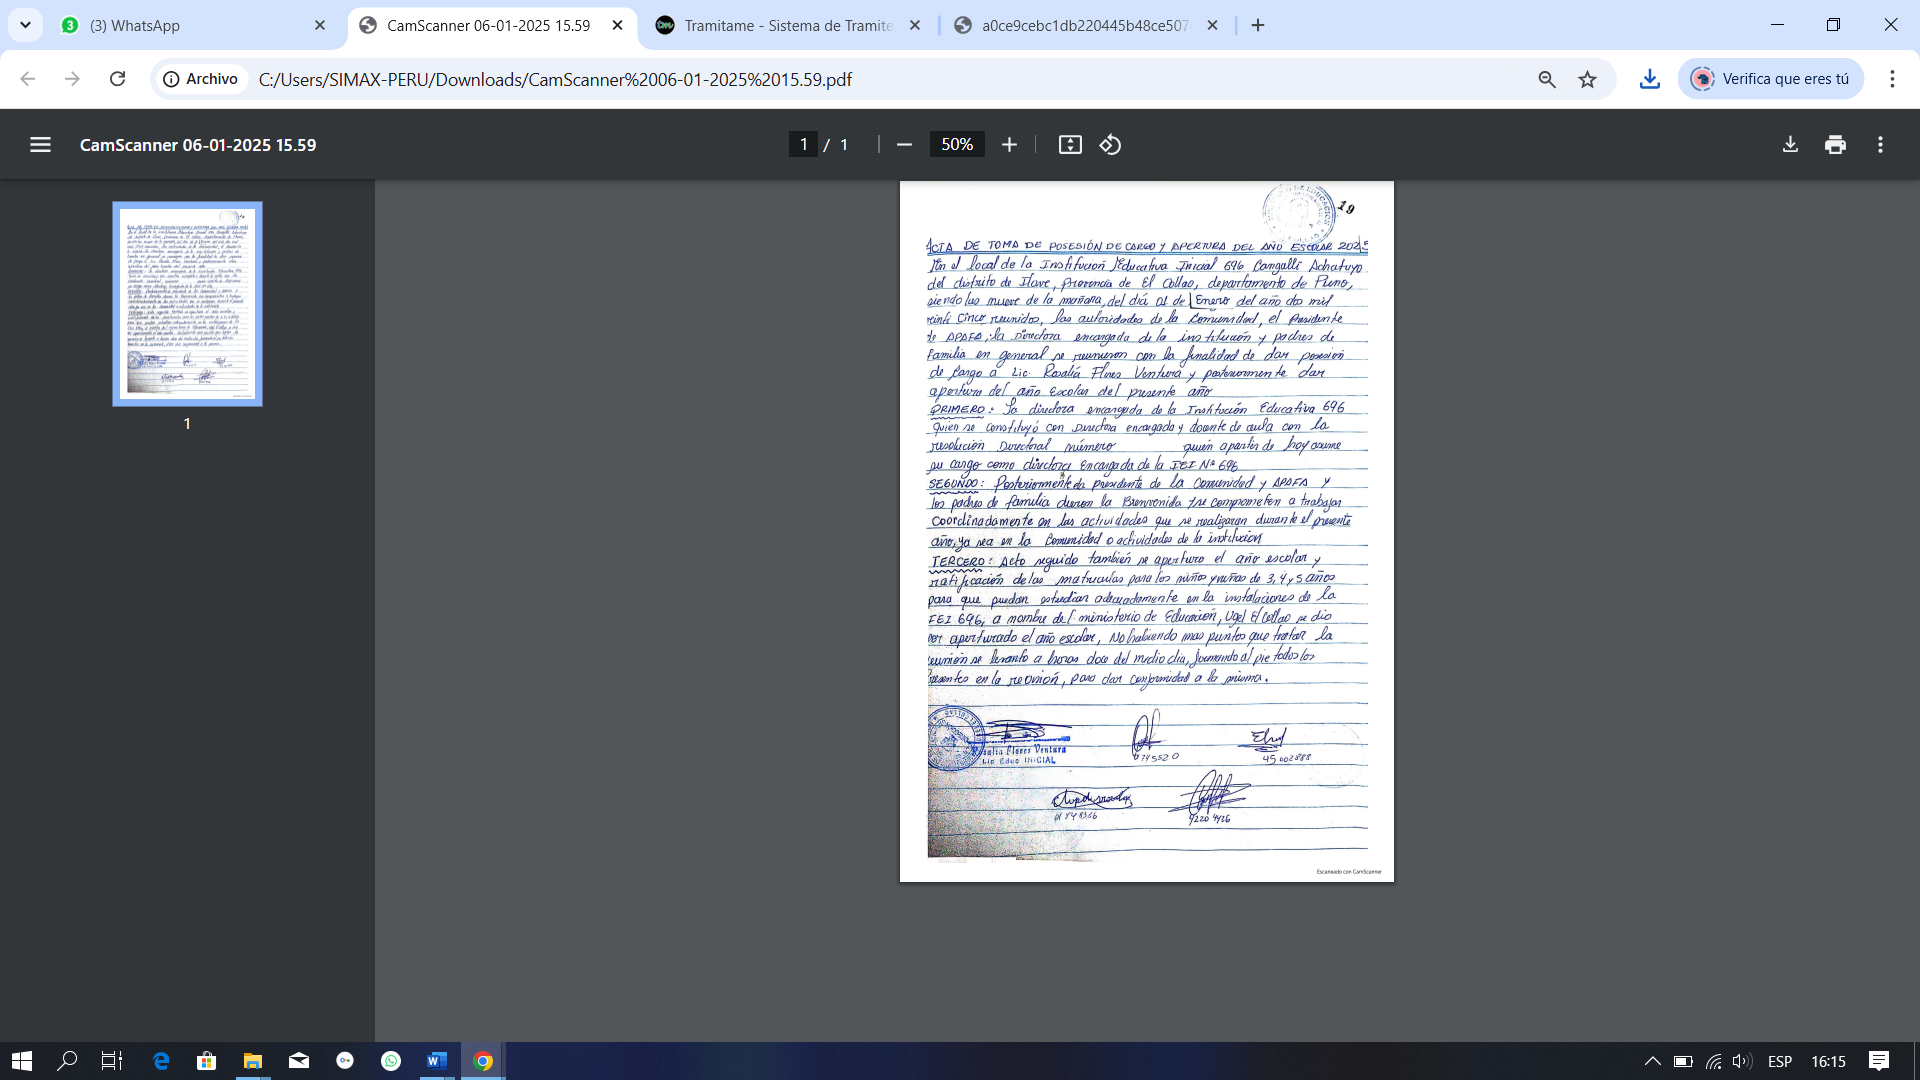 (3) WhatsApp
CamScanner 06-01-2025 15.59
Tramitame - Sistema de Tramite
a0ce9cebc1db220445b48ce507
Archivo
C:/Users/SIMAX-PERU/Downloads/CamScanner%2006-01-2025%2015.59.pdf
Verifica que eres tú
CamScanner 06-01-2025 15.59
1 / 1
50%
1
19
ACTA DE TOMA DE POSESIÓN DE CARGO Y APERTURA DEL AÑO ESCOLAR 2025
En el local de la Institución Educativa Inicial 696 Cangalli Achatuyo
del distrito de Ilave, provincia de El Collao, departamento de Puno,
siendo las nueve de la mañana, del día 01 de Enero del año dos mil
veinti cinco, reunidos, las autoridades de la Comunidad, el Presidente
de APAFA, la Directora encargada de la institución y padres de
familia en general se reunieron con la finalidad de dar posesión
de Cargo a Lic. Rosalía Flores Ventura y posteriormente dar
apertura del año Escolar del presente año
PRIMERO: La directora encargada de la Institución Educativa 696
quien se constituyó con Directora encargada y docente de aula con la
resolución Directoral número quién apartir de hoy asume
su cargo como directora Encargada de la IEI Nº 696
SEGUNDO: Posteriormente presidente de la Comunidad y APAFA y
los padres de familia dieron la Bienvenida y se comprometen a trabajar
Coordinadamente en las actividades que se realizaran durante el presente
año, ya sea en la Comunidad o actividades de la institución
TERCERO: Acto seguido también se aperturo el año escolar y
ratificación de las matrículas para los niños y niñas de 3, 4 y 5 años
para que puedan estudiar adecuadamente en la instalaciones de la
IEI 696, a nombre del ministerio de Educación, Ugel El Collao se dio
por aperturado el año escolar, No habiendo mas puntos que tratar la
reunión se levanto a horas doce del medio día, firmando al pie todos los
presentes en la reunión, para dar conformidad a la misma.
Rosalía Flores Ventura
Lic Educ INICIAL
45602888
Escaneado con CamScanner
ESP
16:15